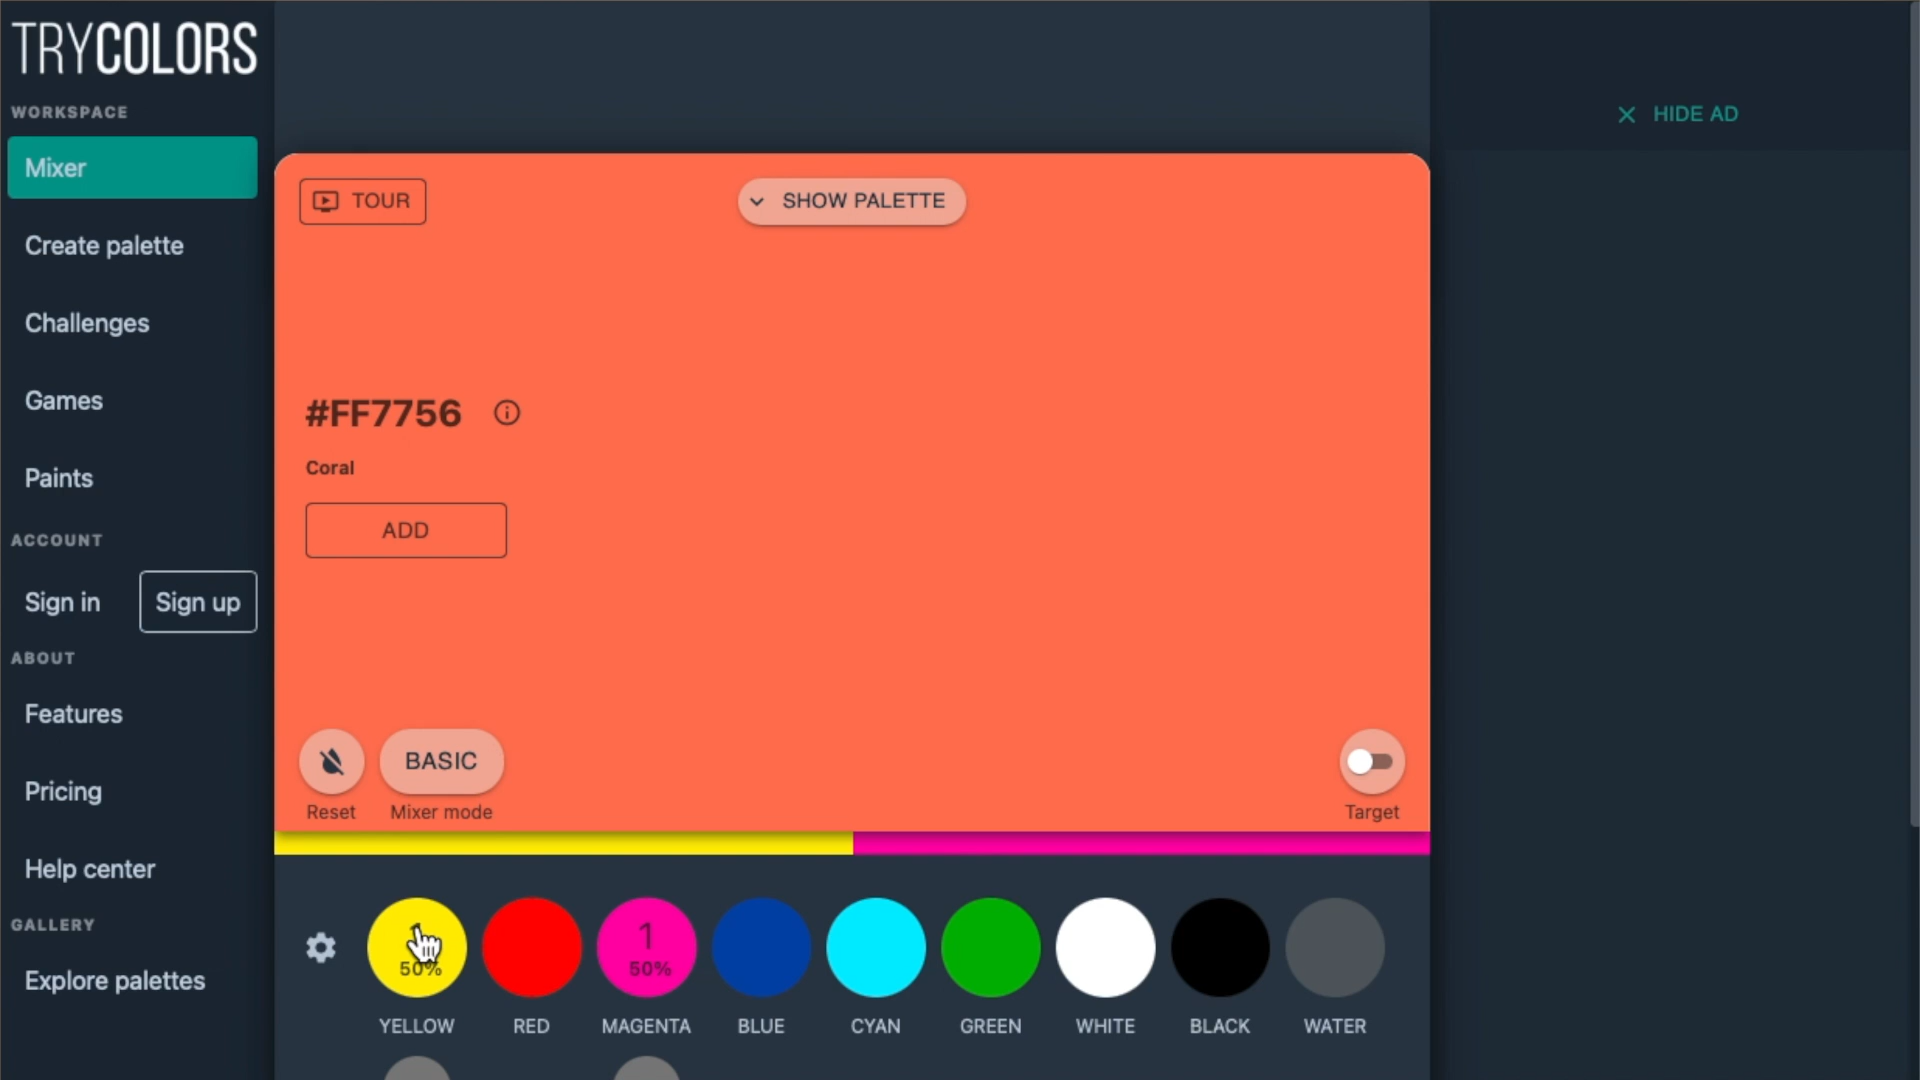 TRYCOLORS
WORKSPACE
Mixer
Create palette
Challenges
Games
Paints
ACCOUNT
Sign in
Sign up
ABOUT
Features
Pricing
Help center
GALLERY
Explore palettes
TOUR
SHOW PALETTE
#FF7756
Coral
ADD
BASIC
Reset
Mixer mode
Target
50%
1
50%
YELLOW
RED
MAGENTA
BLUE
CYAN
GREEN
WHITE
BLACK
WATER
HIDE AD